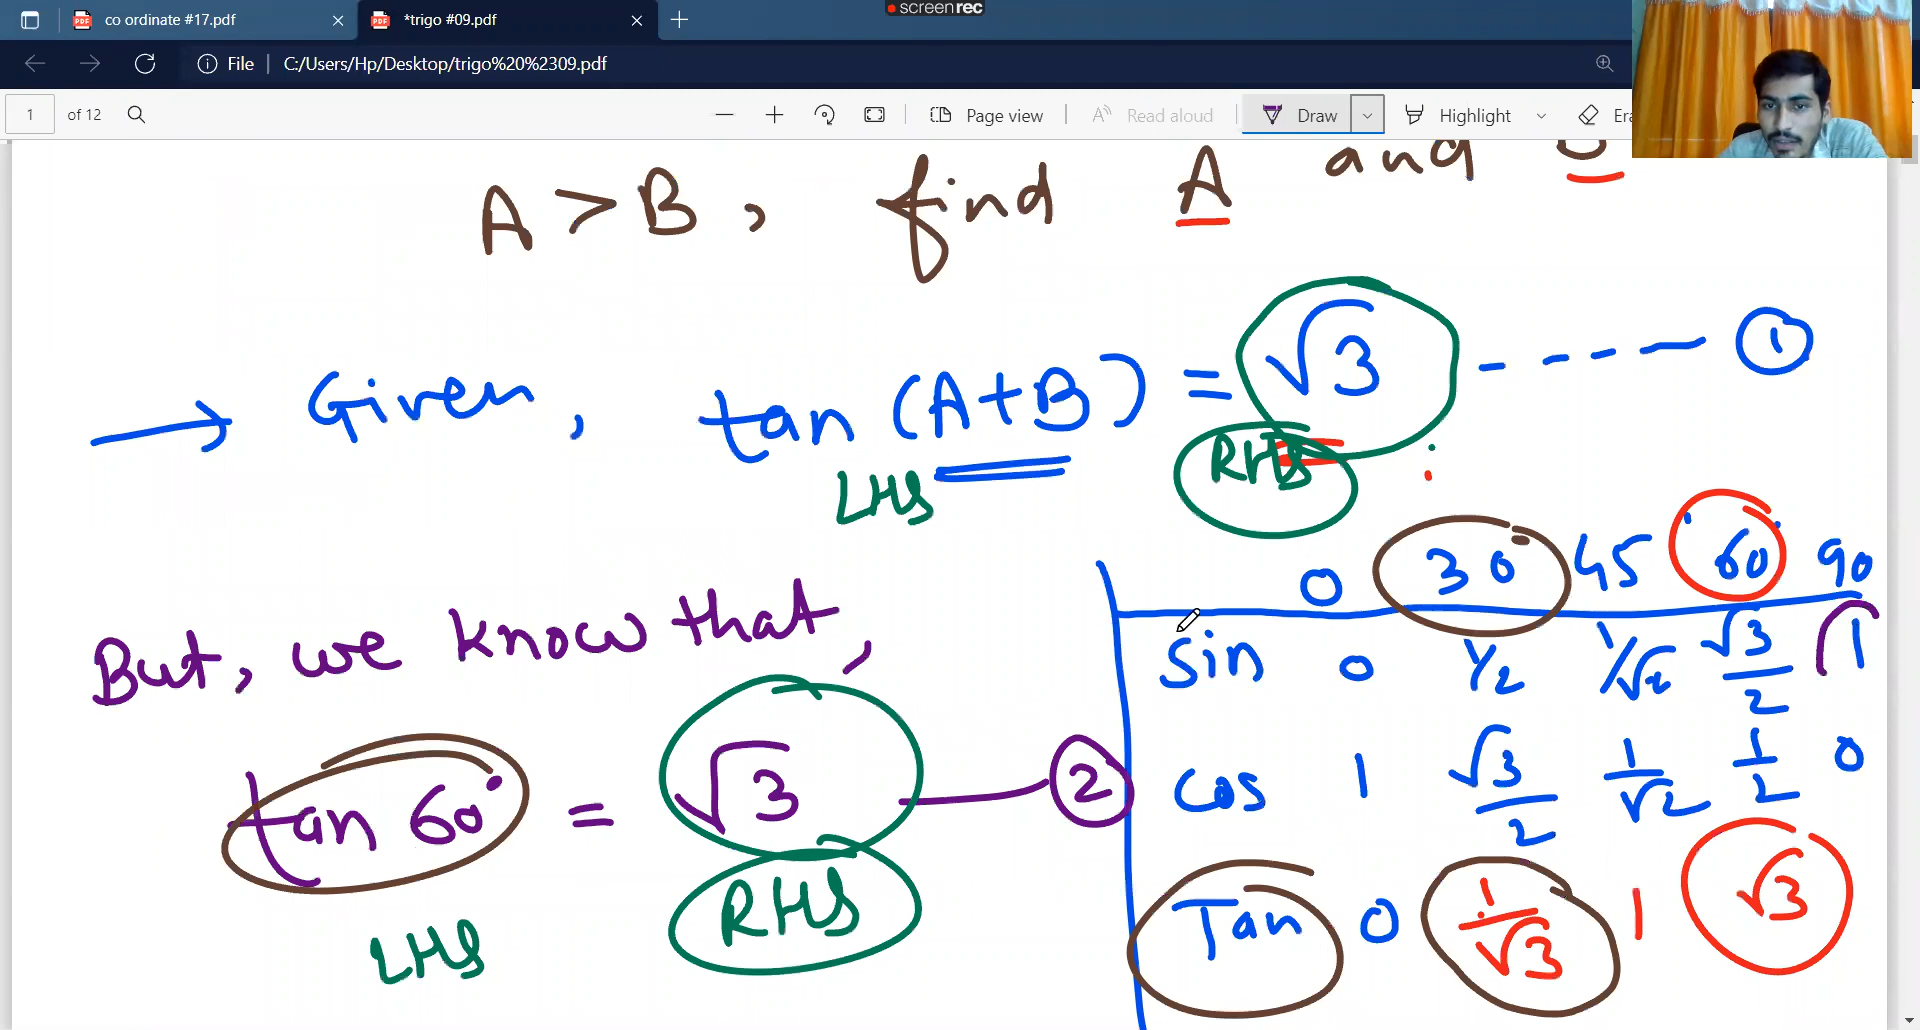 screenrec
co ordinate #17.pdf
*trigo #09.pdf
File
C:/Users/Hp/Desktop/trigo%20%2309.pdf
1 of 12
Page view
Read aloud
Draw
Highlight
Era
A > B , find A and B
→ Given, tan (A+B) = √3 ---- ①
LHS RHS
But, we know that,
tan 60° = √3 — ②
LHS RHS
0 30° 45 60 90
Sin 0 1/2 1/√2 √3/2 1
Cos 1 √3/2 1/√2 1/2 0
Tan 0 1/√3 1 √3